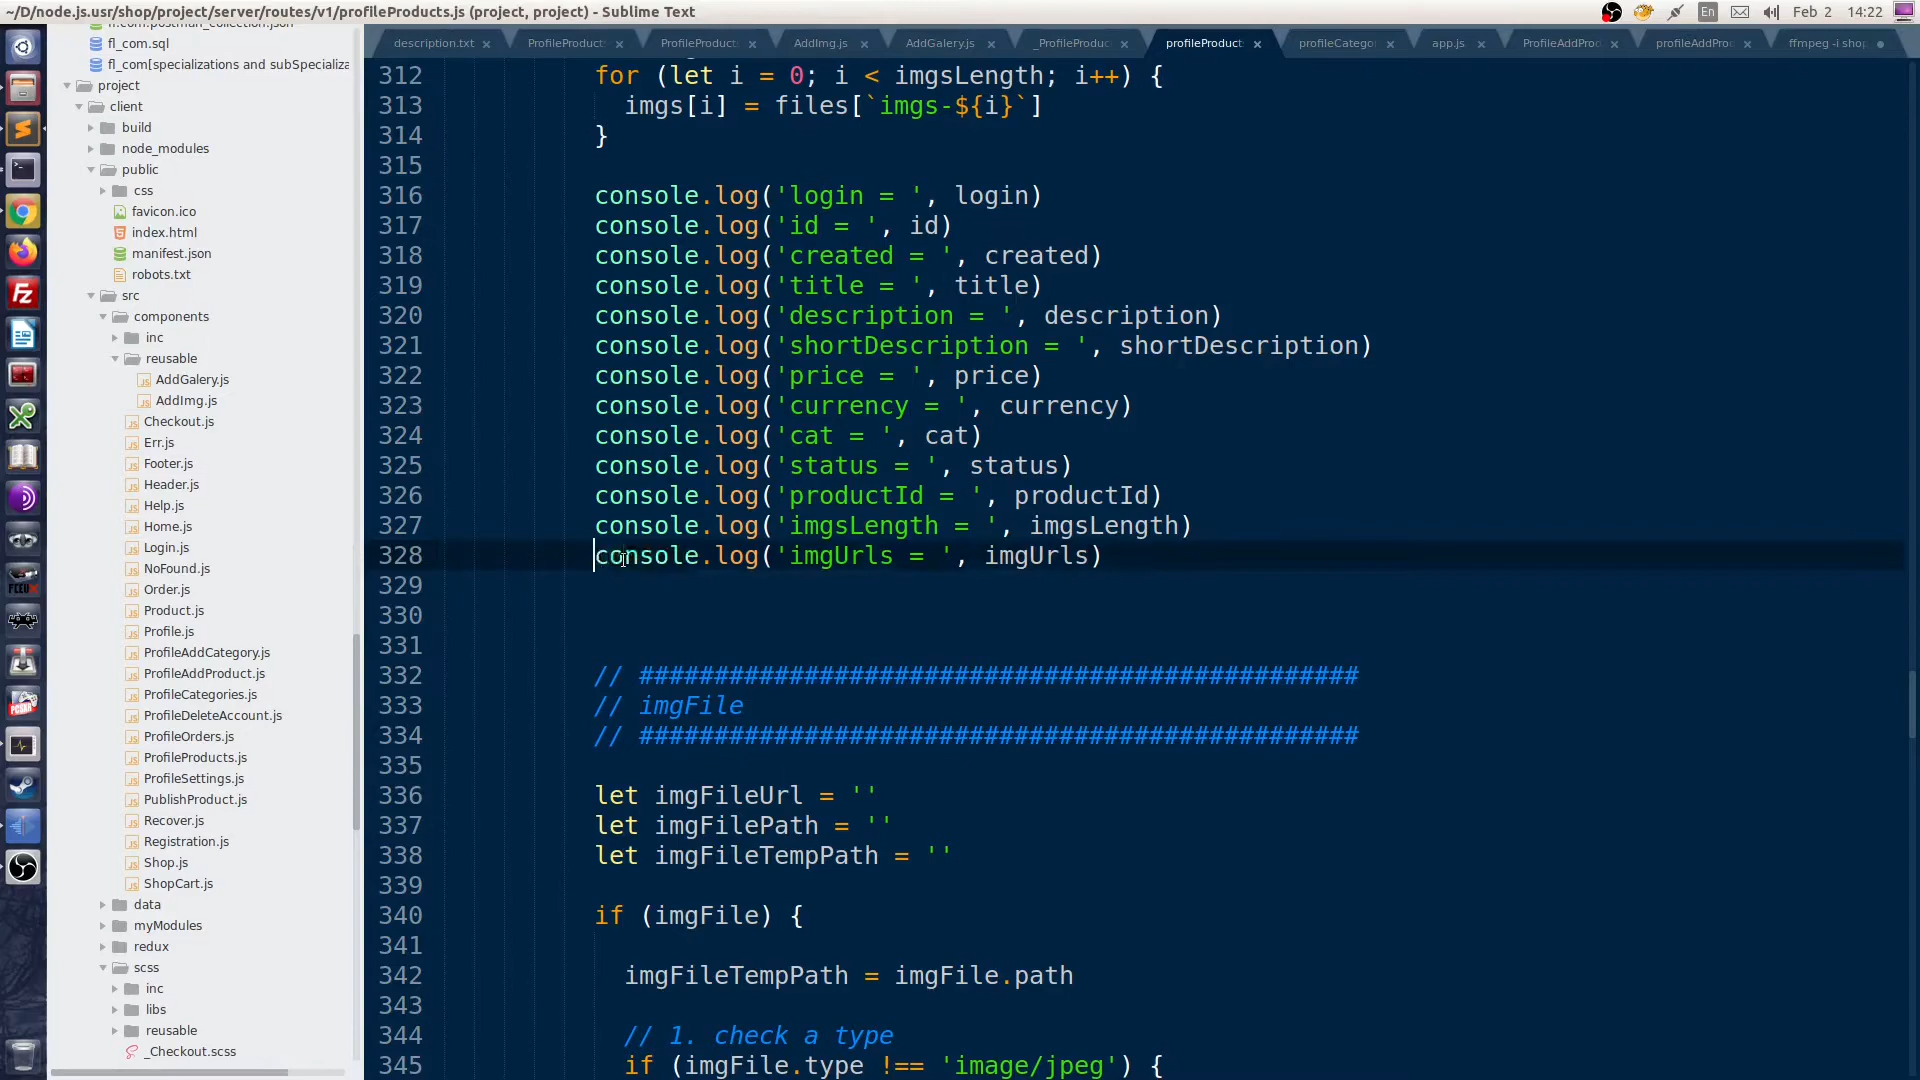 ~/D/node.js.usr/shop/project/server/routes/v1/profileProducts.js (project, project) - Sublime Text
En
Feb 2
14:22
description.txt ×
ProfileProduct ×
ProfileProduct ×
AddImg.js ×
AddGalery.js ×
_ProfileProduc ×
profileProduct ×
profileCatego ×
app.js ×
ProfileAddProd ×
profileAddProd ×
ffmpeg -i shop
fl_com.sql
fl_com[specializations and subSpecializa
project
client
build
node_modules
public
css
favicon.ico
index.html
manifest.json
robots.txt
src
components
inc
reusable
AddGalery.js
AddImg.js
Checkout.js
Err.js
Footer.js
Header.js
Help.js
Home.js
Login.js
NoFound.js
Order.js
Product.js
Profile.js
ProfileAddCategory.js
ProfileAddProduct.js
ProfileCategories.js
ProfileDeleteAccount.js
ProfileOrders.js
ProfileProducts.js
ProfileSettings.js
PublishProduct.js
Recover.js
Registration.js
Shop.js
ShopCart.js
data
myModules
redux
scss
inc
libs
reusable
_Checkout.scss
312 for (let i = 0; i < imgsLength; i++) {
313 imgs[i] = files[`imgs-${i}`]
314 }
315
316 console.log('login = ', login)
317 console.log('id = ', id)
318 console.log('created = ', created)
319 console.log('title = ', title)
320 console.log('description = ', description)
321 console.log('shortDescription = ', shortDescription)
322 console.log('price = ', price)
323 console.log('currency = ', currency)
324 console.log('cat = ', cat)
325 console.log('status = ', status)
326 console.log('productId = ', productId)
327 console.log('imgsLength = ', imgsLength)
328 console.log('imgUrls = ', imgUrls)
329
330
331
332 // ################################################
333 // imgFile
334 // ################################################
335
336 let imgFileUrl = ''
337 let imgFilePath = ''
338 let imgFileTempPath = ''
339
340 if (imgFile) {
341
342 imgFileTempPath = imgFile.path
343
344 // 1. check a type
345 if (imgFile.type !== 'image/jpeg') {